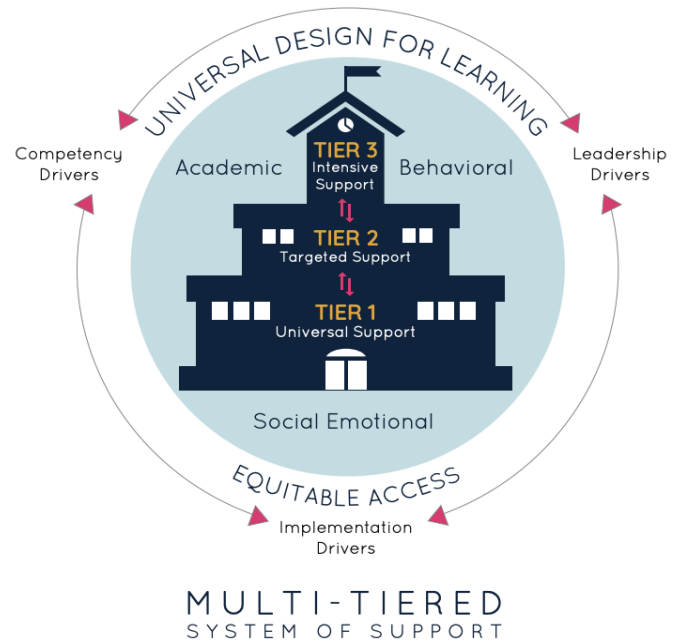 UNIVERSAL DESIGN FOR LEARNING
Competency
Drivers
Leadership
Drivers
Academic
Behavioral
TIER 3
Intensive
Support
TIER 2
Targeted Support
TIER 1
Universal Support
Social Emotional
EQUITABLE ACCESS
Implementation
Drivers
MULTI-TIERED
SYSTEM OF SUPPORT